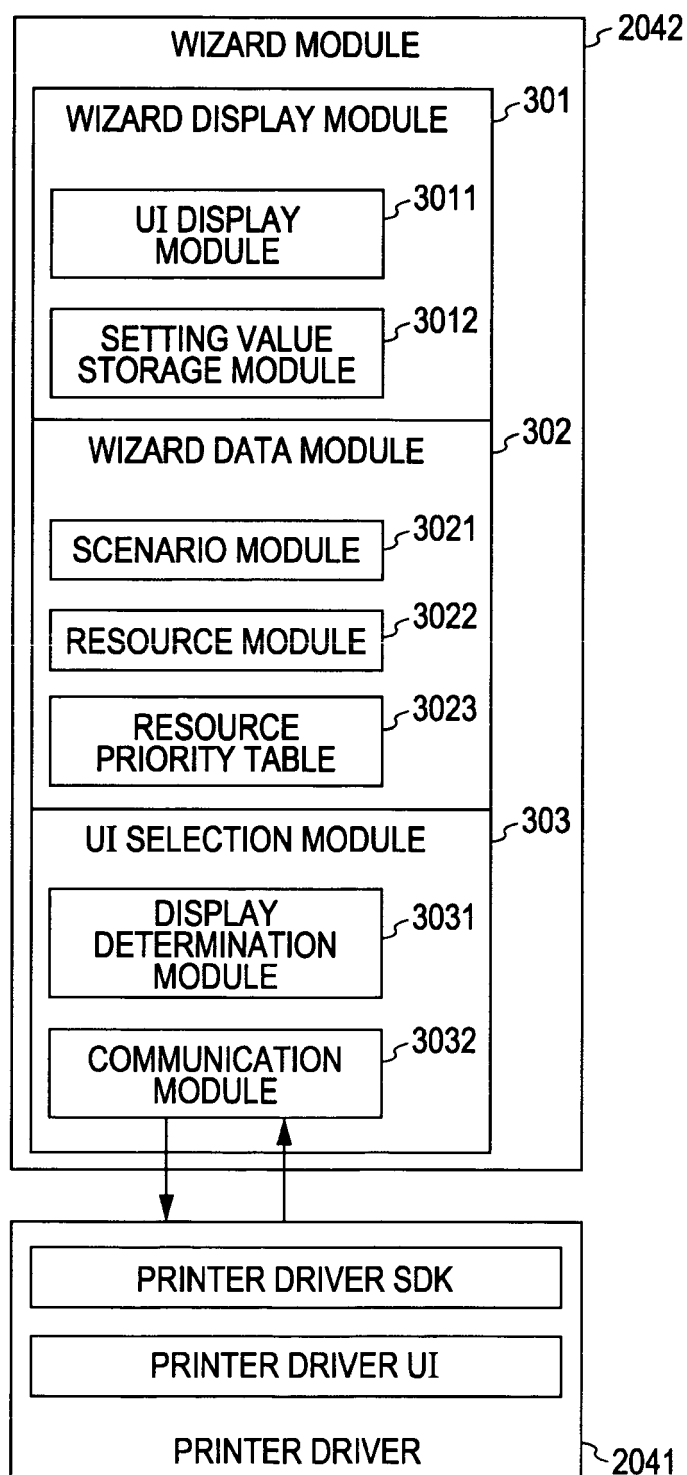 WIZARD MODULE
2042
WIZARD DISPLAY MODULE
301
UI DISPLAY
MODULE
3011
SETTING VALUE
STORAGE MODULE
3012
WIZARD DATA MODULE
302
SCENARIO MODULE
3021
RESOURCE MODULE
3022
RESOURCE
PRIORITY TABLE
3023
UI SELECTION MODULE
303
DISPLAY
DETERMINATION
MODULE
3031
COMMUNICATION
MODULE
3032
PRINTER DRIVER SDK
PRINTER DRIVER UI
PRINTER DRIVER
2041